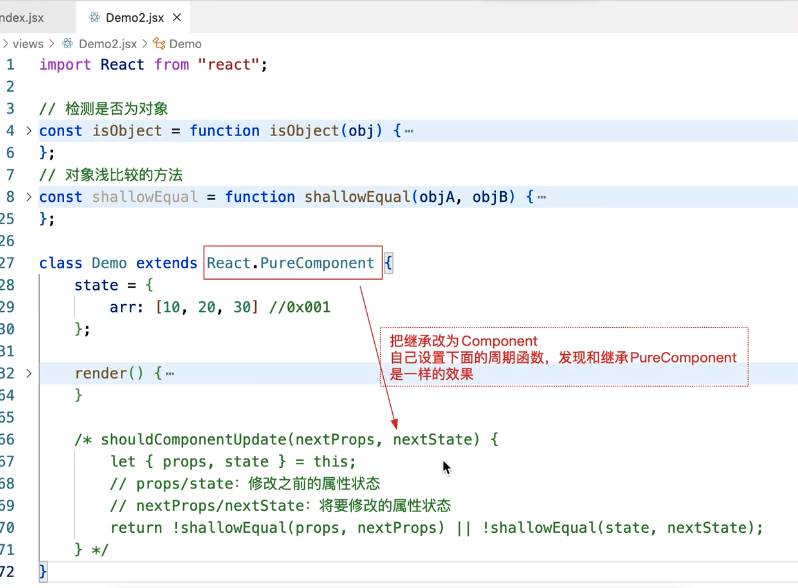 ndex.jsx
Demo2.jsx ×
> views > Demo2.jsx > Demo
1 import React from "react";
2
3 // 检测是否为对象
4 > const isObject = function isObject(obj) {…
6 };
7 // 对象浅比较的方法
8 > const shallowEqual = function shallowEqual(objA, objB) {…
25 };
26
27 class Demo extends React.PureComponent {
28 state = {
29 arr: [10, 20, 30] //0x001
30 };
31
把继承改为Component
自己设置下面的周期函数，发现和继承PureComponent
是一样的效果
32 > render() {…
64 }
65
66 /* shouldComponentUpdate(nextProps, nextState) {
67 let { props, state } = this;
68 // props/state：修改之前的属性状态
69 // nextProps/nextState：将要修改的属性状态
70 return !shallowEqual(props, nextProps) || !shallowEqual(state, nextState);
71 } */
72 }